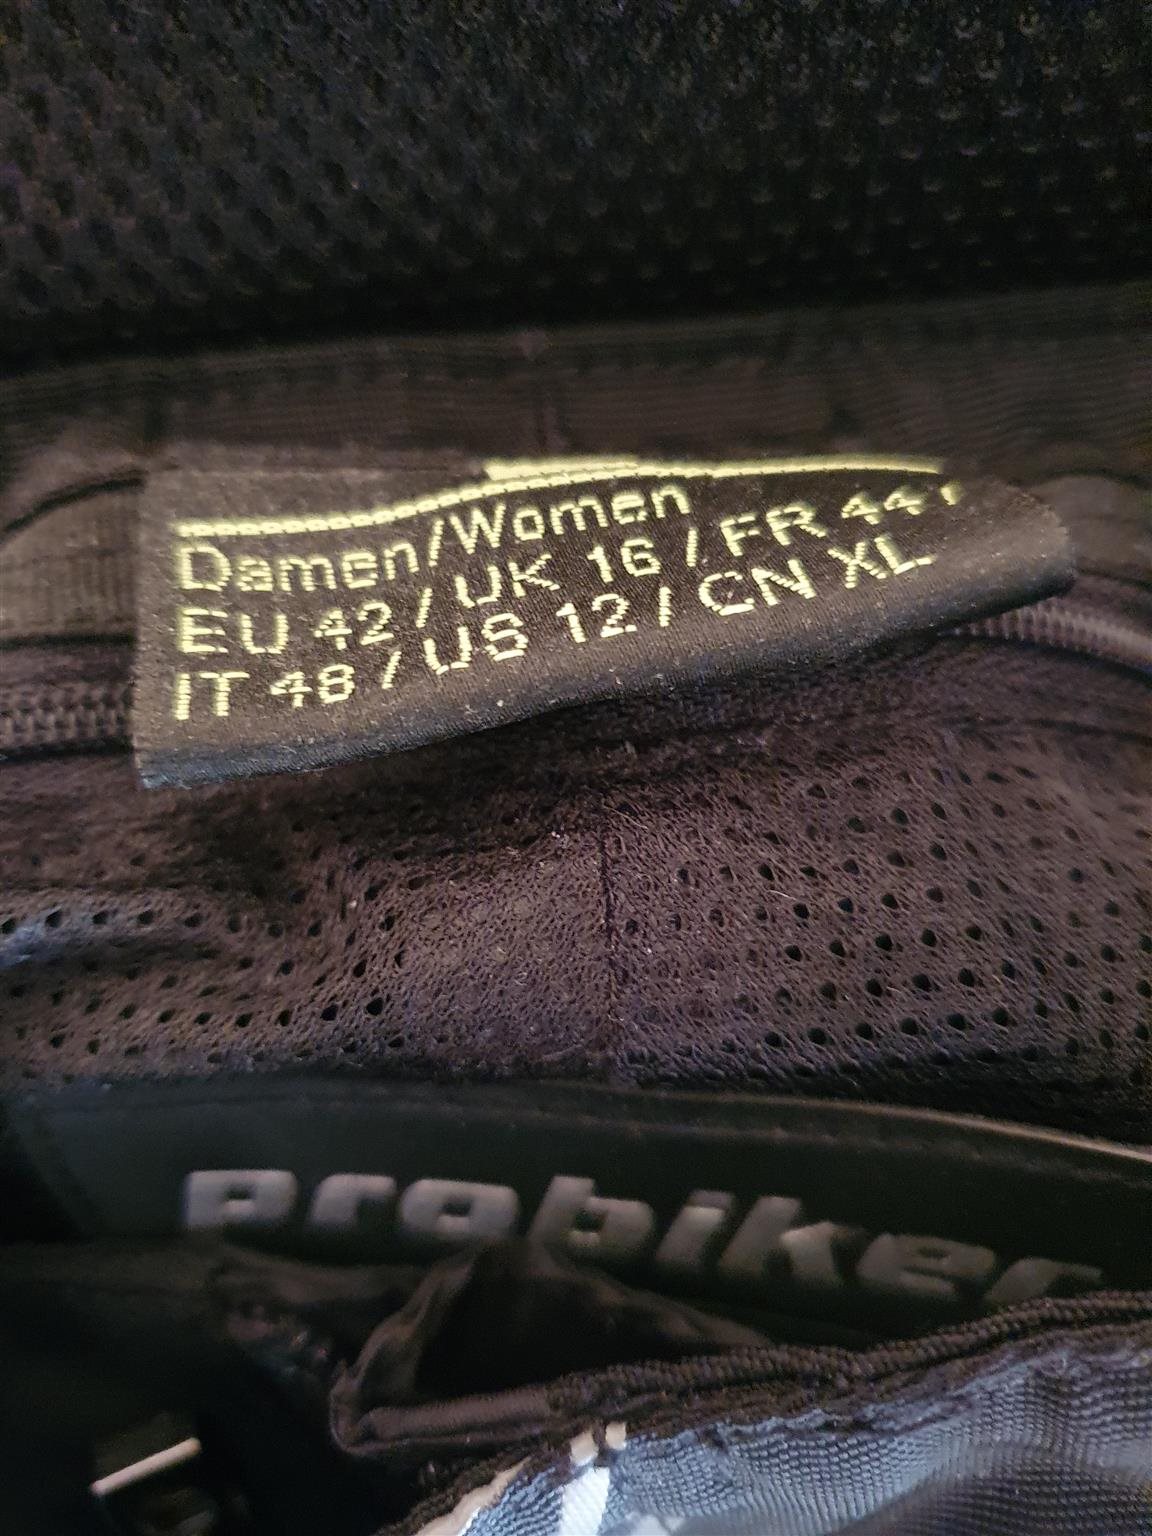 Damen/Women
EU 42 / UK 16 / FR 44 /
IT 48 / US 12 / CN XL
probiker